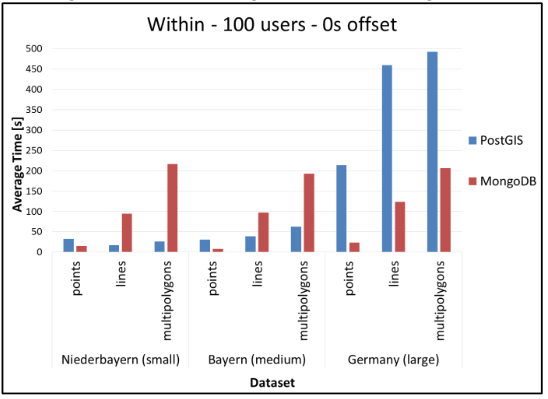 Within - 100 users - 0s offset
500
450
400
350
300
250
200
150
100
50
0
Average Time [s]
PostGIS
MongoDB
points
lines
multipolygons
points
lines
multipolygons
points
lines
multipolygons
Niederbayern (small)
Bayern (medium)
Germany (large)
Dataset